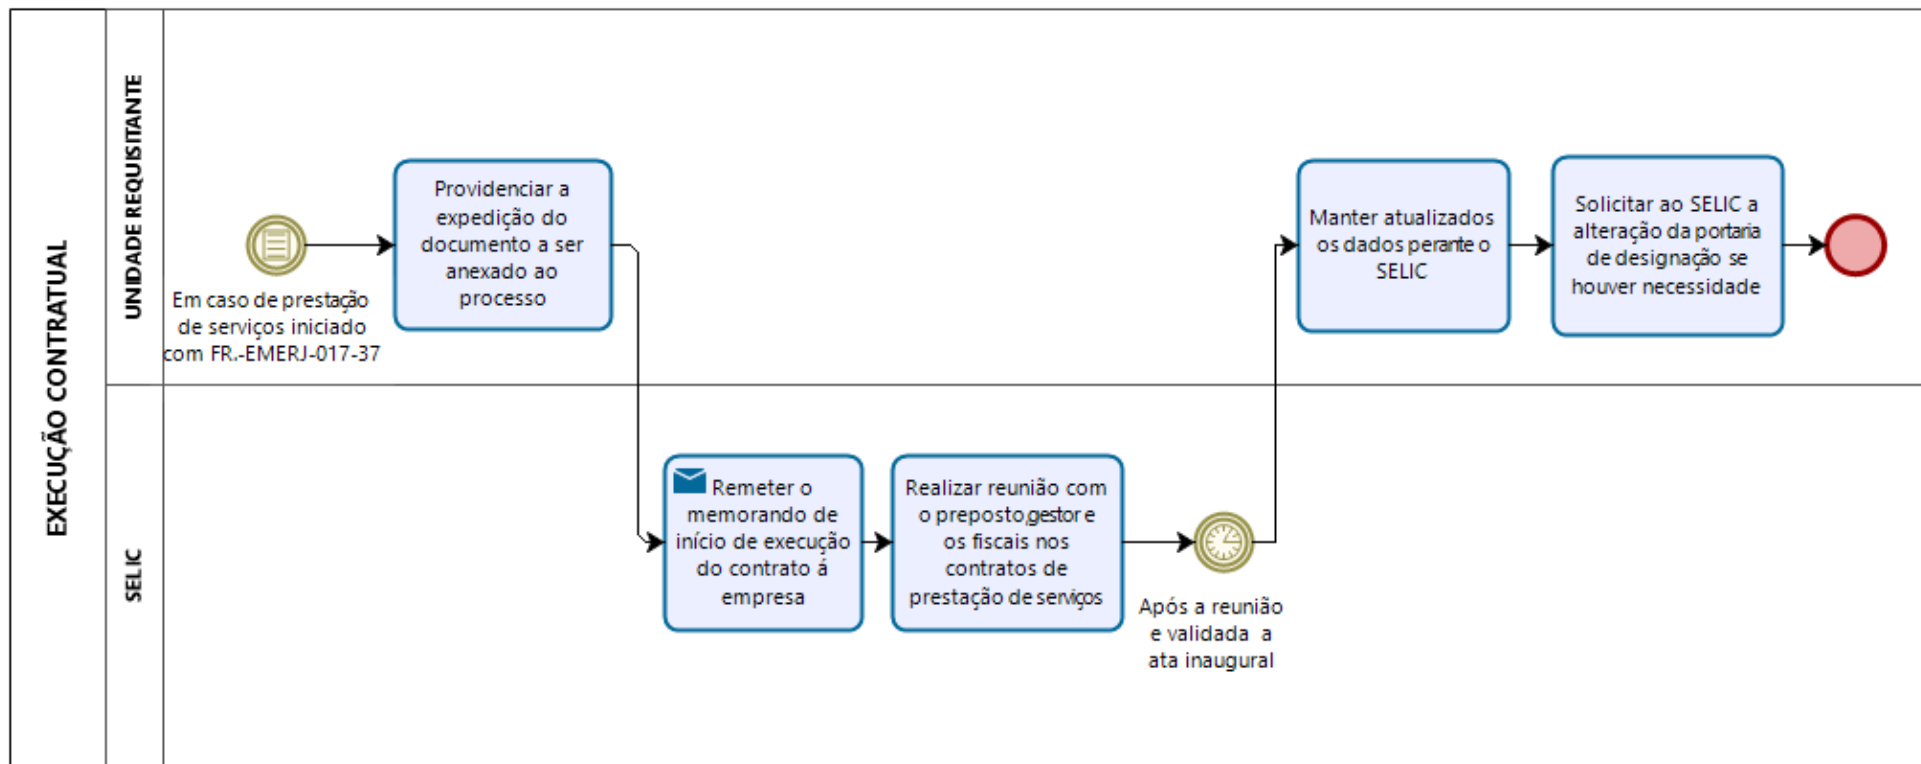 EXECUÇÃO CONTRATUAL
UNIDADE REQUISITANTE
Em caso de prestação
de serviços iniciado
com FR.-EMERJ-017-37
Providenciar a
expedição do
documento a ser
anexado ao
processo
Manter atualizados
os dados perante o
SELIC
Solicitar ao SELIC a
alteração da portaria
de designação se
houver necessidade
SELIC
Remeter o
memorando de
início de execução
do contrato á
empresa
Realizar reunião com
o preposto,gestor e
os fiscais nos
contratos de
prestação de serviços
Após a reunião
e validada a
ata inaugural